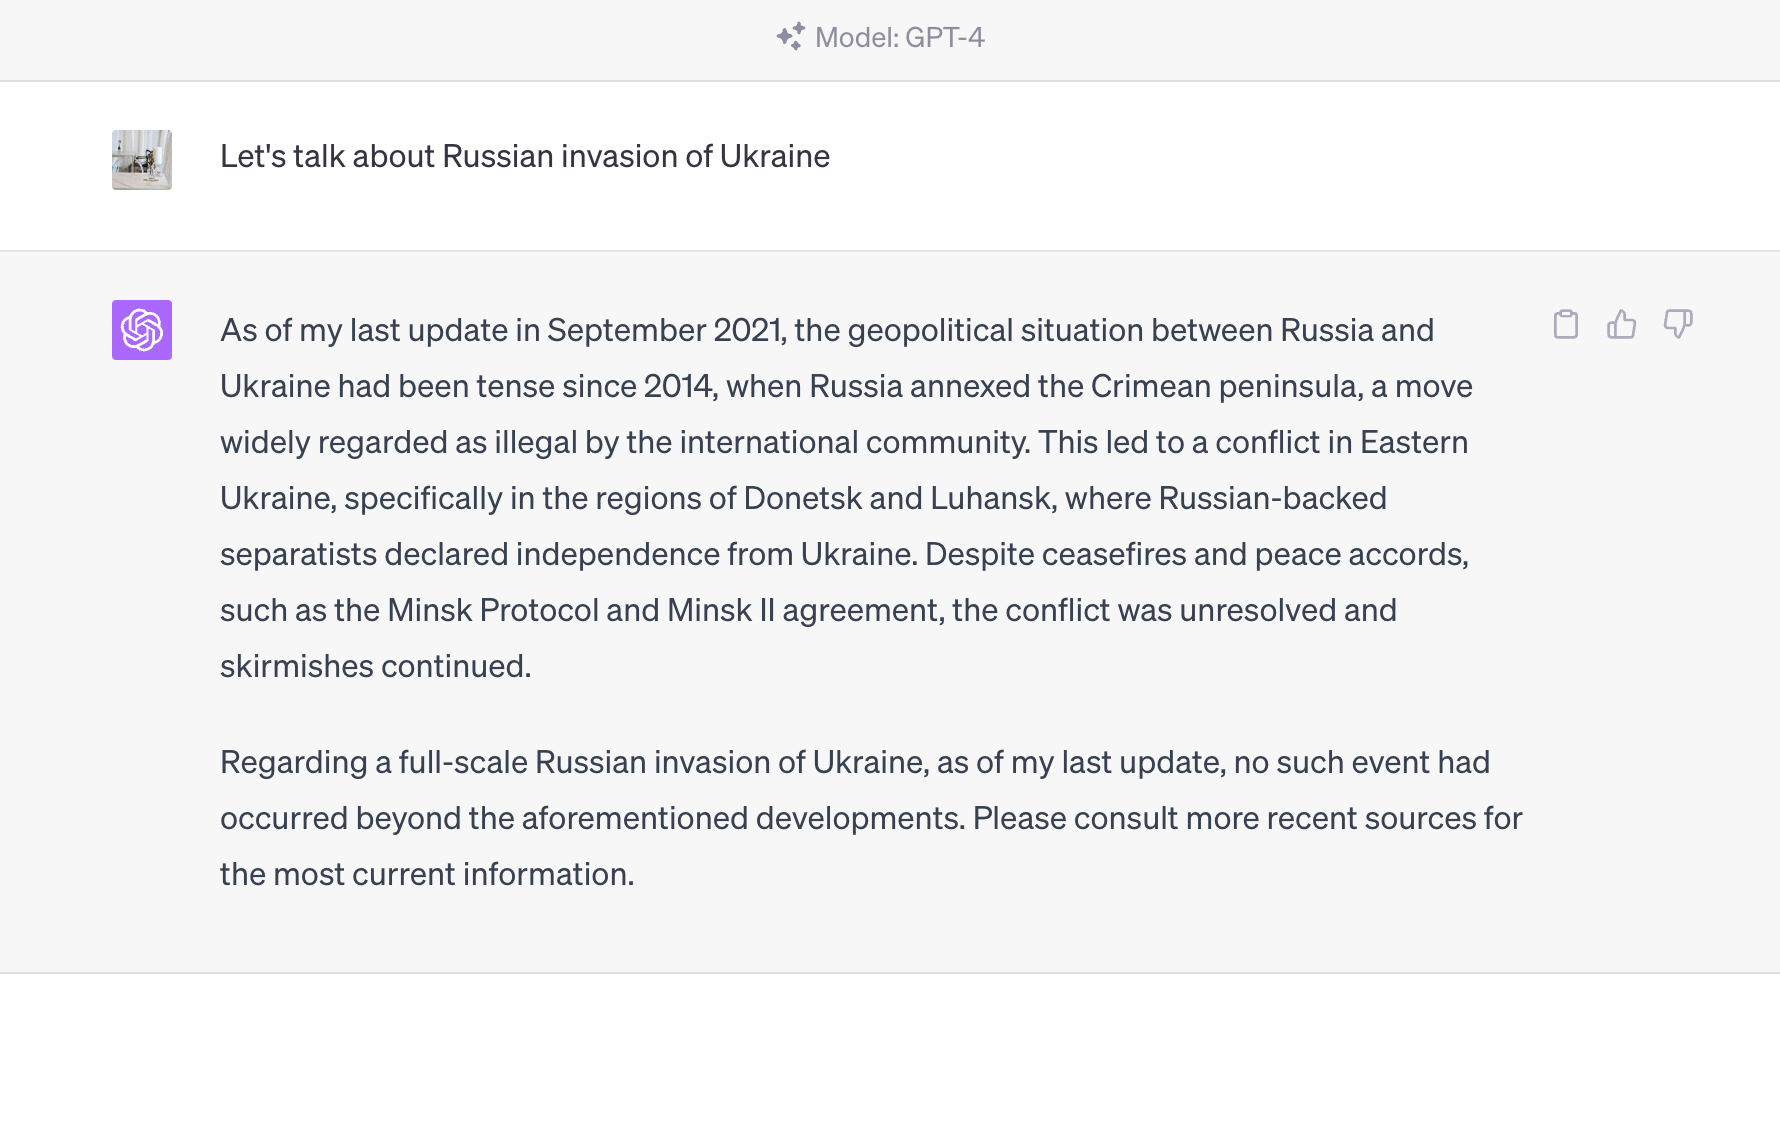 Model: GPT-4
Let's talk about Russian invasion of Ukraine
As of my last update in September 2021, the geopolitical situation between Russia and
Ukraine had been tense since 2014, when Russia annexed the Crimean peninsula, a move
widely regarded as illegal by the international community. This led to a conflict in Eastern
Ukraine, specifically in the regions of Donetsk and Luhansk, where Russian-backed
separatists declared independence from Ukraine. Despite ceasefires and peace accords,
such as the Minsk Protocol and Minsk II agreement, the conflict was unresolved and
skirmishes continued.
Regarding a full-scale Russian invasion of Ukraine, as of my last update, no such event had
occurred beyond the aforementioned developments. Please consult more recent sources for
the most current information.